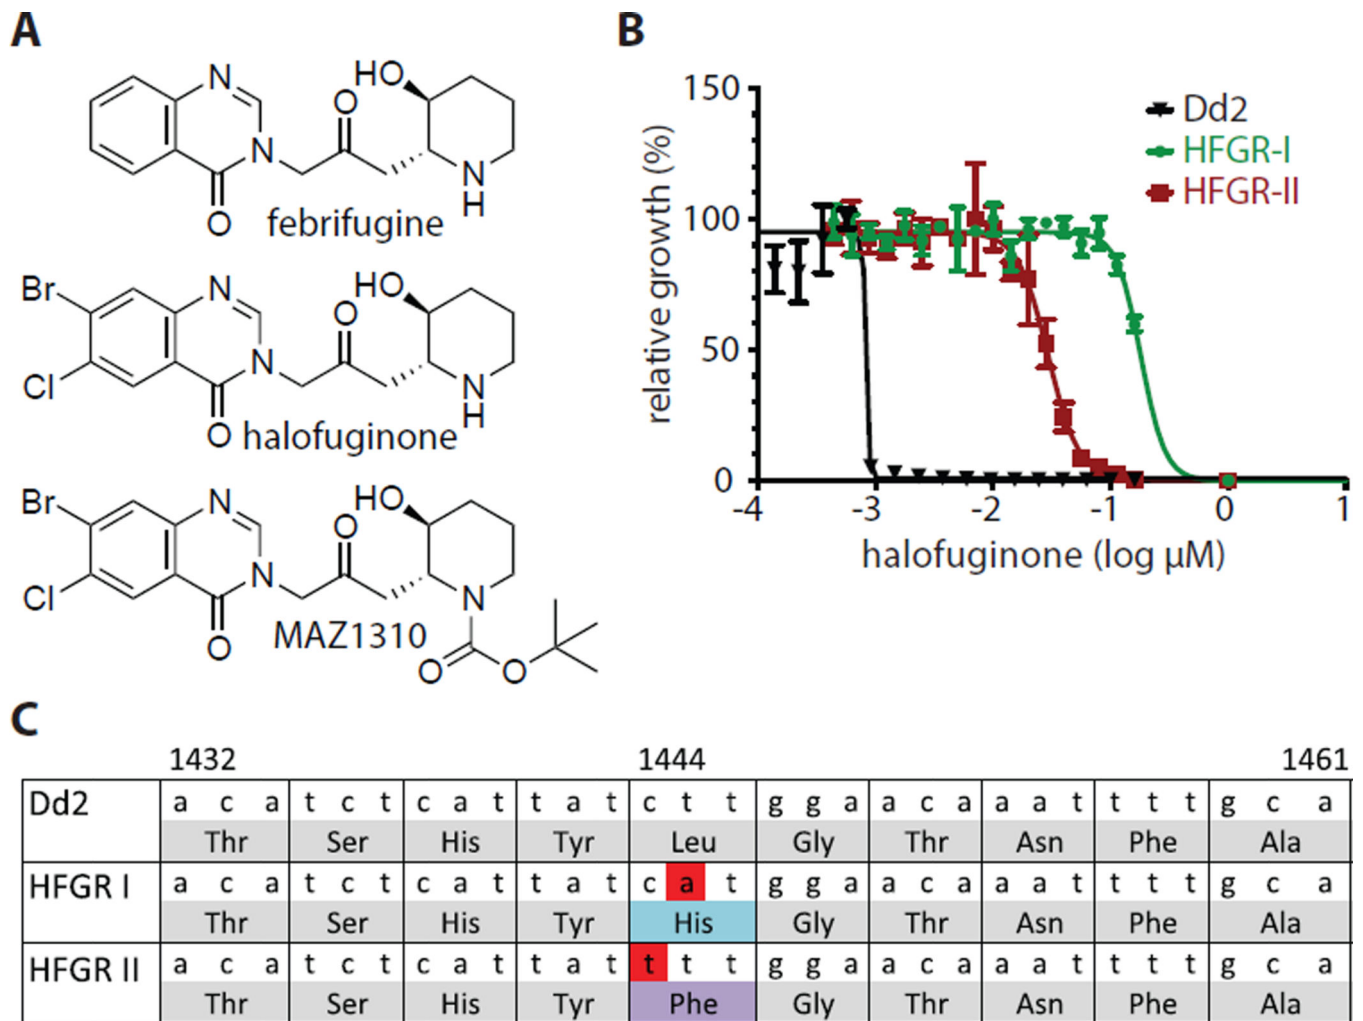 A
N
HO
O
N
N
H
O
febrifugine
Br
N
HO
O
Cl
N
N
H
O
halofuginone
Br
N
HO
O
Cl
N
N
O
MAZ1310
O
O
B
150
100
50
0
relative growth (%)
-4 -3 -2 -1 0 1
halofuginone (log µM)
Dd2
HFGR-I
HFGR-II
C
1432 1444 1461
Dd2 a c a t c t c a t t a t c t t g g a a c a a a t t t t g c a
Thr Ser His Tyr Leu Gly Thr Asn Phe Ala
HFGR I a c a t c t c a t t a t c a t g g a a c a a a t t t t g c a
Thr Ser His Tyr His Gly Thr Asn Phe Ala
HFGR II a c a t c t c a t t a t t t t g g a a c a a a t t t t g c a
Thr Ser His Tyr Phe Gly Thr Asn Phe Ala